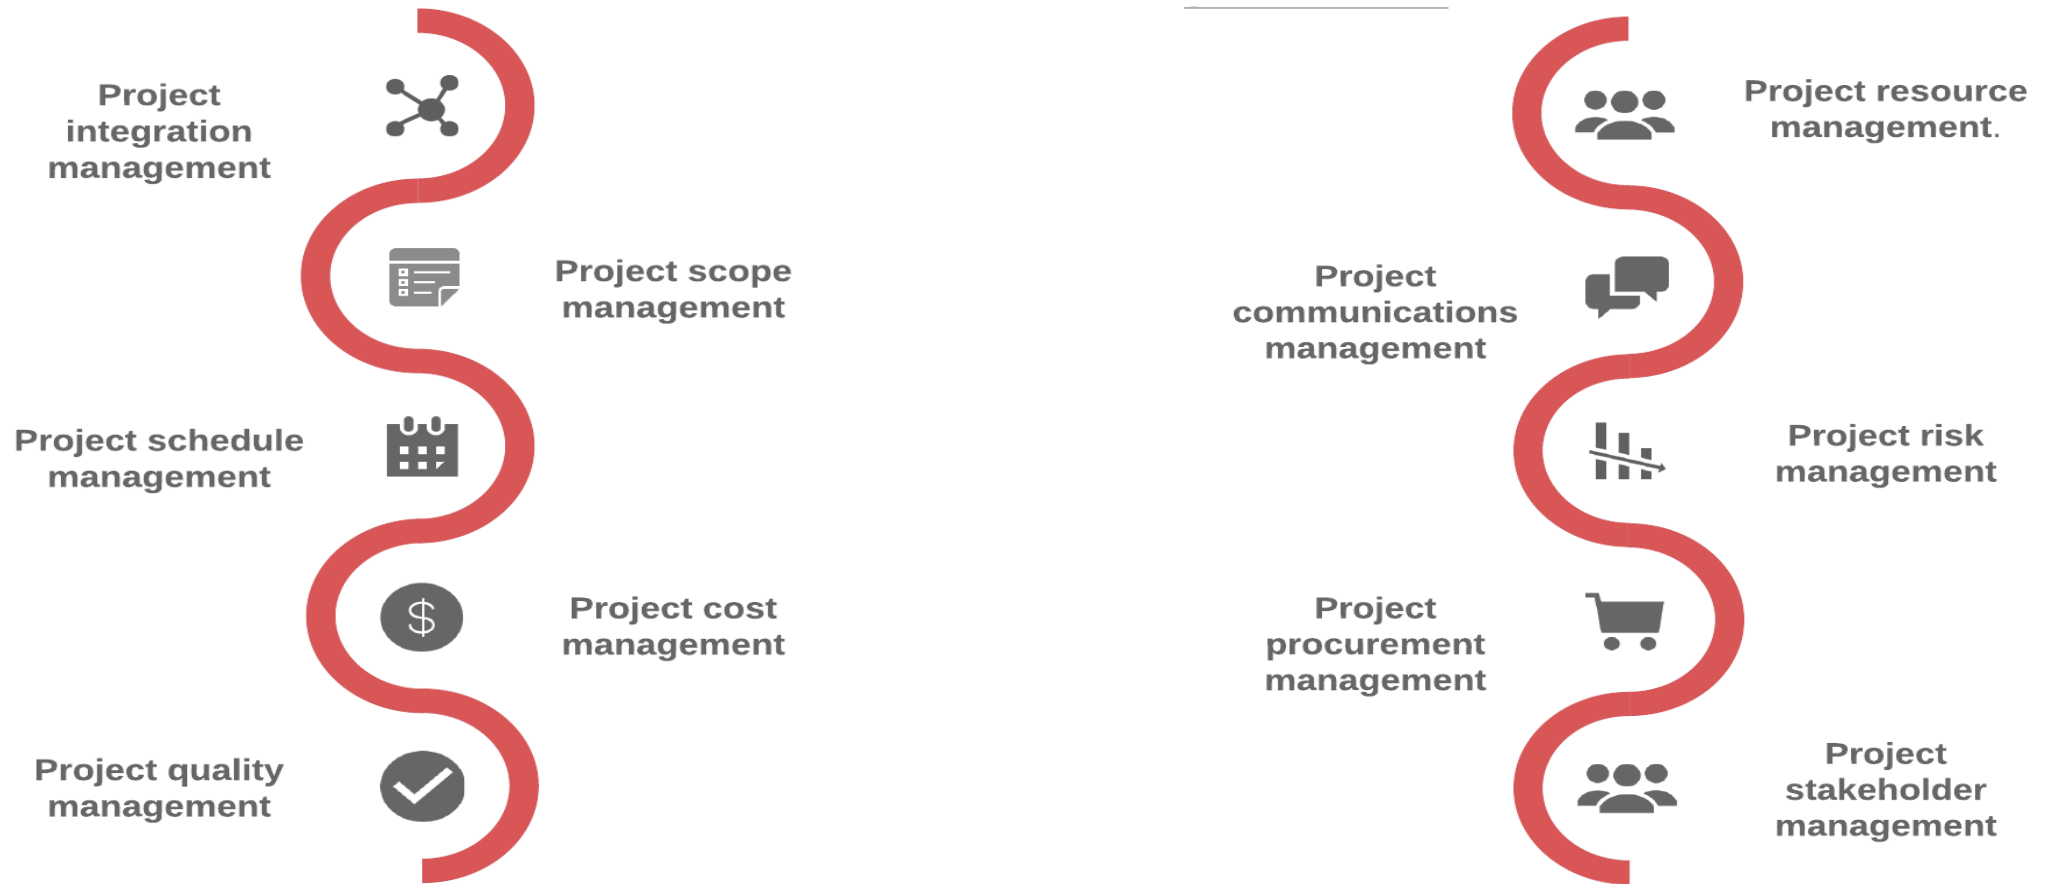 Project
integration
management
Project scope
management
Project schedule
management
$
Project cost
management
Project quality
management
Project resource
management.
Project
communications
management
Project risk
management
Project
procurement
management
Project
stakeholder
management